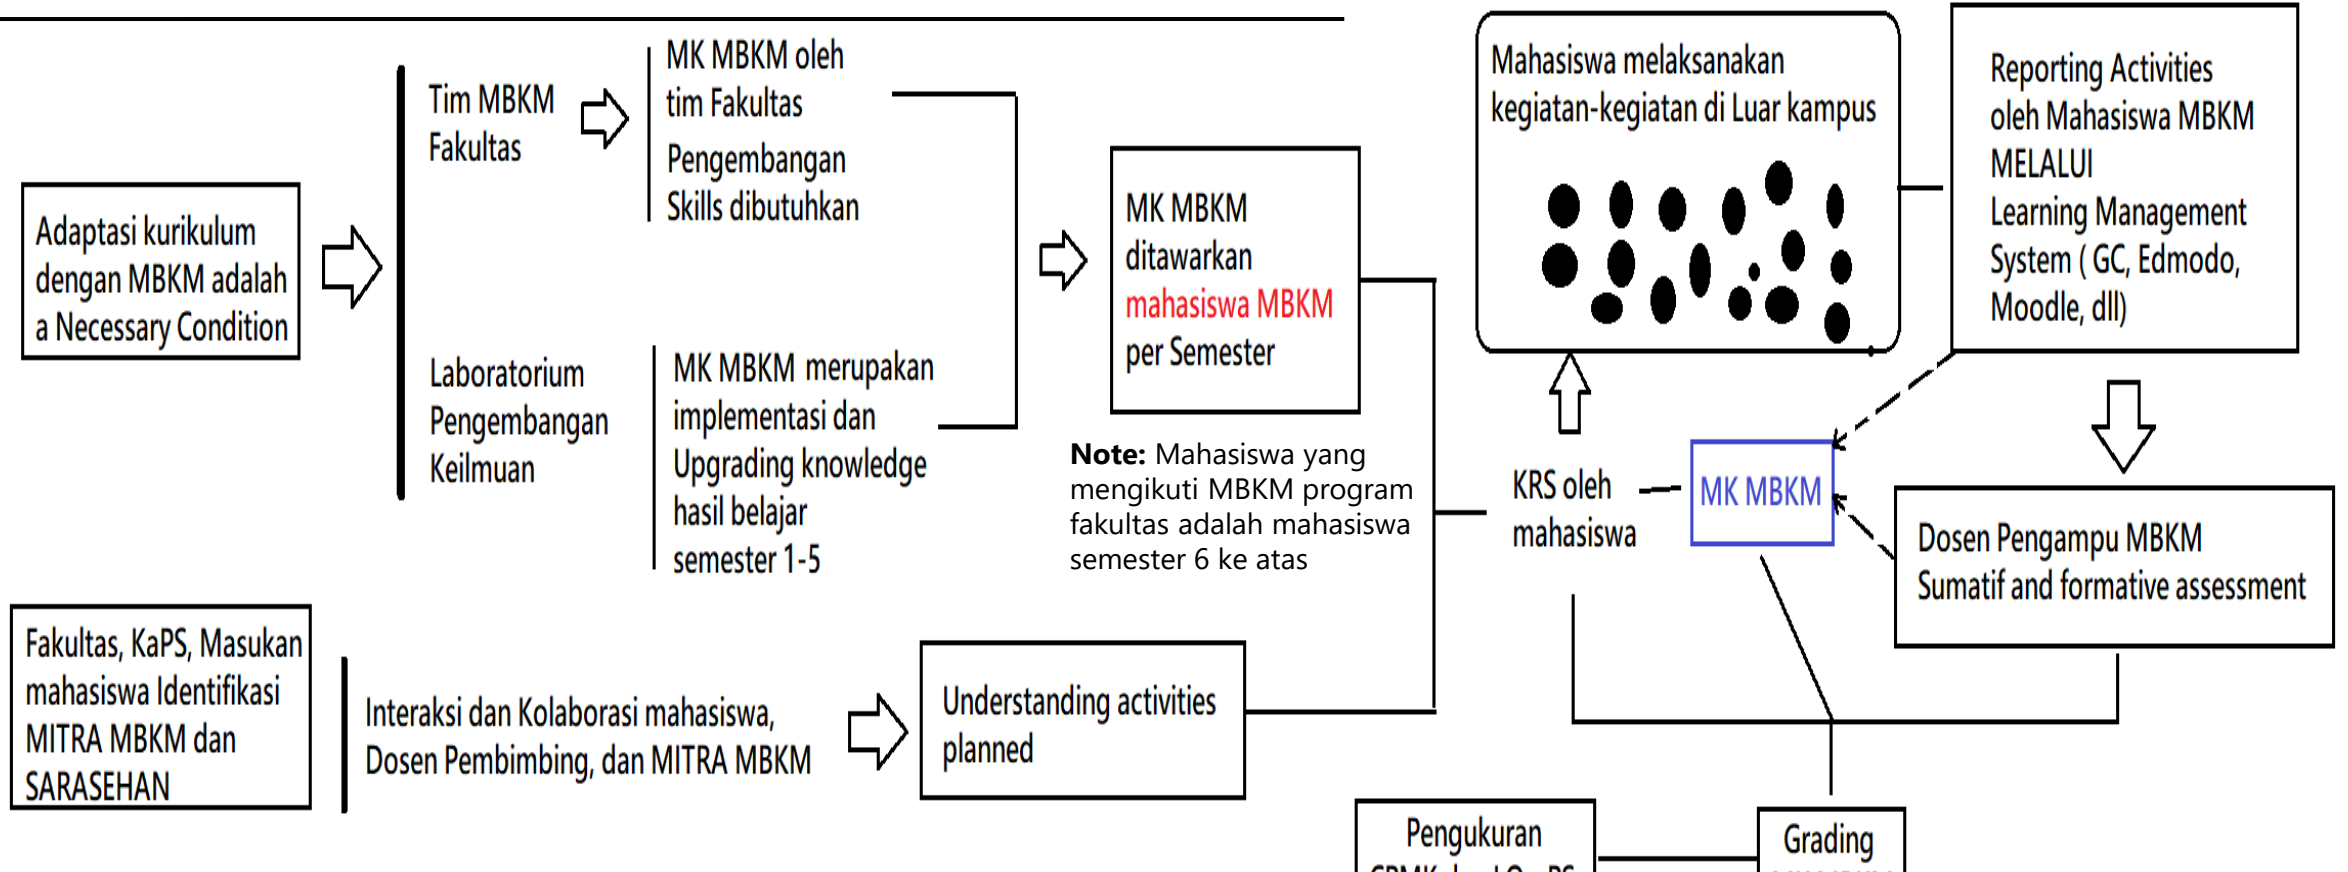 Adaptasi kurikulum
dengan MBKM adalah
a Necessary Condition
Tim MBKM
Fakultas
MK MBKM oleh
tim Fakultas
Pengembangan
Skills dibutuhkan
Laboratorium
Pengembangan
Keilmuan
MK MBKM merupakan
implementasi dan
Upgrading knowledge
hasil belajar
semester 1-5
MK MBKM
ditawarkan
mahasiswa MBKM
per Semester
Note: Mahasiswa yang
mengikuti MBKM program
fakultas adalah mahasiswa
semester 6 ke atas
Fakultas, KaPS, Masukan
mahasiswa Identifikasi
MITRA MBKM dan
SARASEHAN
Interaksi dan Kolaborasi mahasiswa,
Dosen Pembimbing, dan MITRA MBKM
Understanding activities
planned
Mahasiswa melaksanakan
kegiatan-kegiatan di Luar kampus
Reporting Activities
oleh Mahasiswa MBKM
MELALUI
Learning Management
System ( GC, Edmodo,
Moodle, dll)
KRS oleh
mahasiswa
MK MBKM
Dosen Pengampu MBKM
Sumatif and formative assessment
Pengukuran
Grading